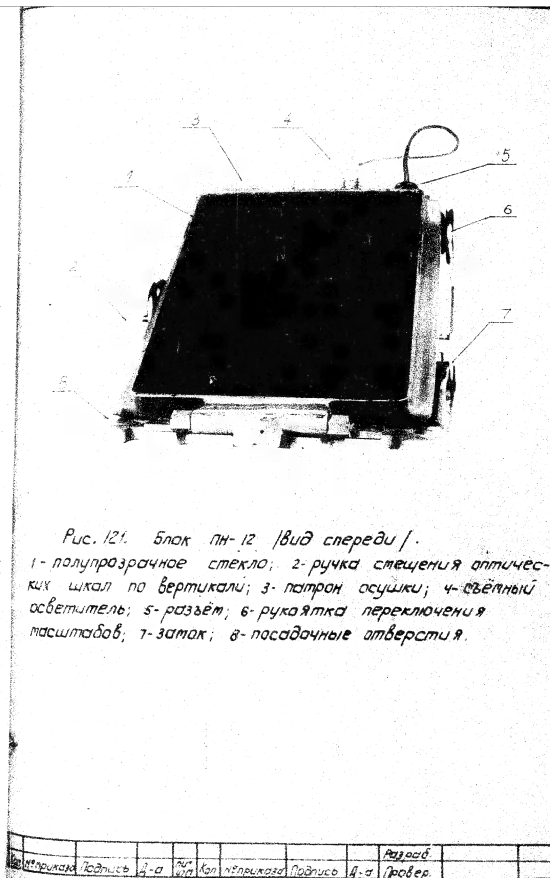 3
4
5
1
6
2
7
8
Рис. 121. Блок ПН-12 /вид спереди/.
1- полупрозрачное стекло; 2- ручка смещения оптичес-
ких шкал по вертикали; 3- патрон осушки; 4- съёмный
осветитель; 5- разъём; 6- рукоятка переключения
масштабов; 7- замок; 8- посадочные отверстия.
Разраб.
№ приказа Подпись Д-а Кол № приказа Подпись Д-а Провер.